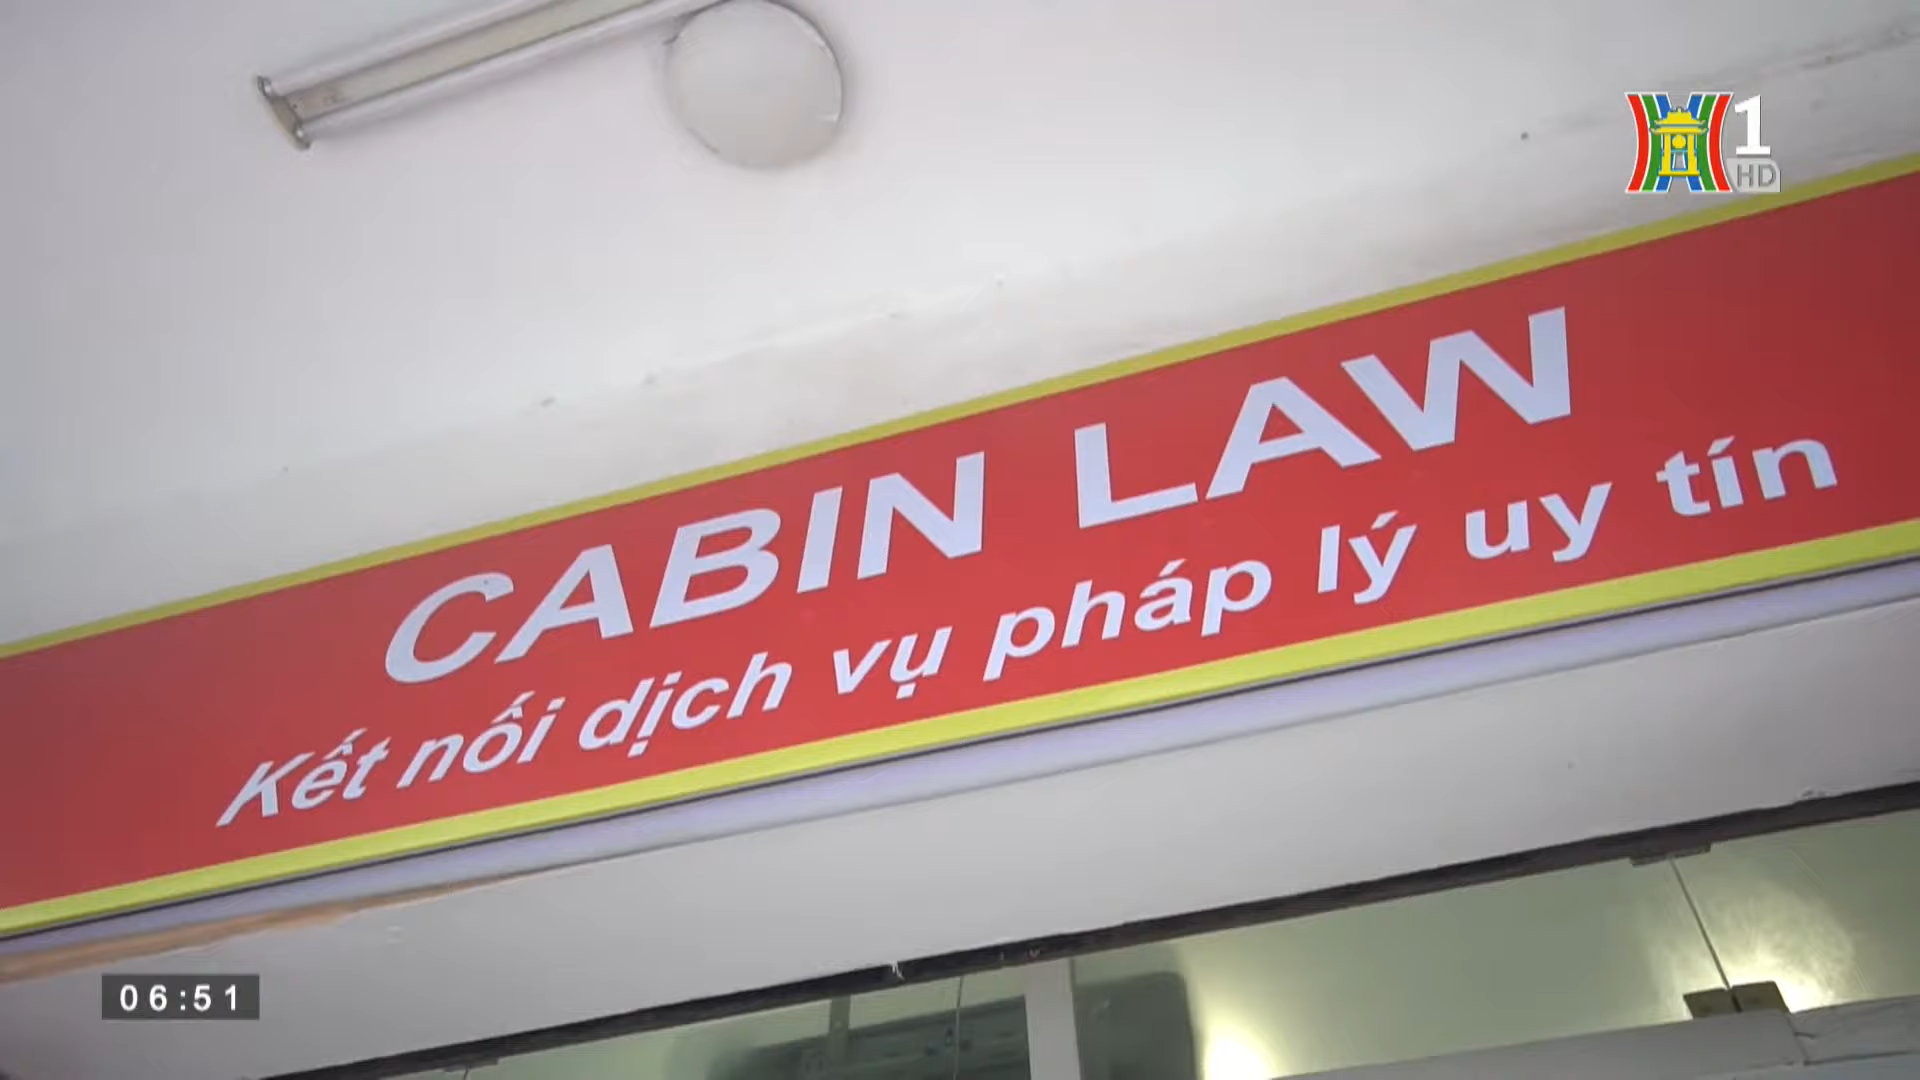 1
HD
CABIN LAW
Kết nối dịch vụ pháp lý uy tín
06:51